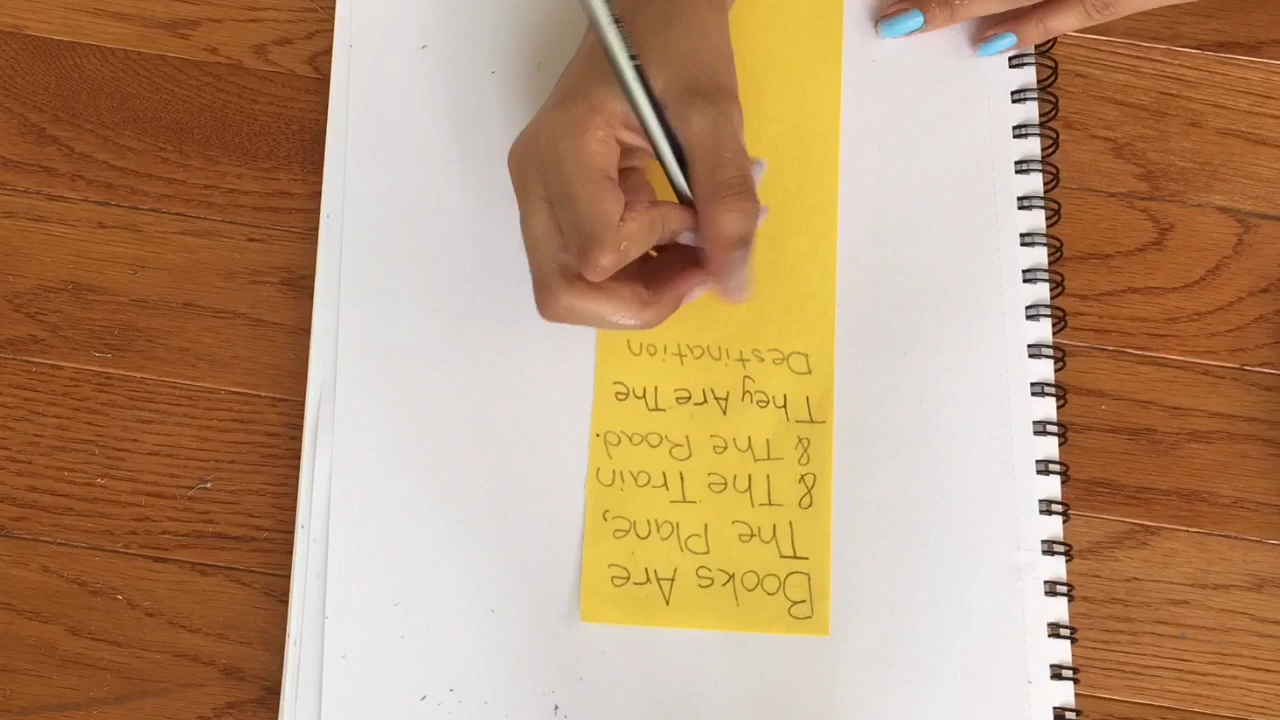 Books Are
The Plane,
& The Train
& The Road.
They Are The
Destination